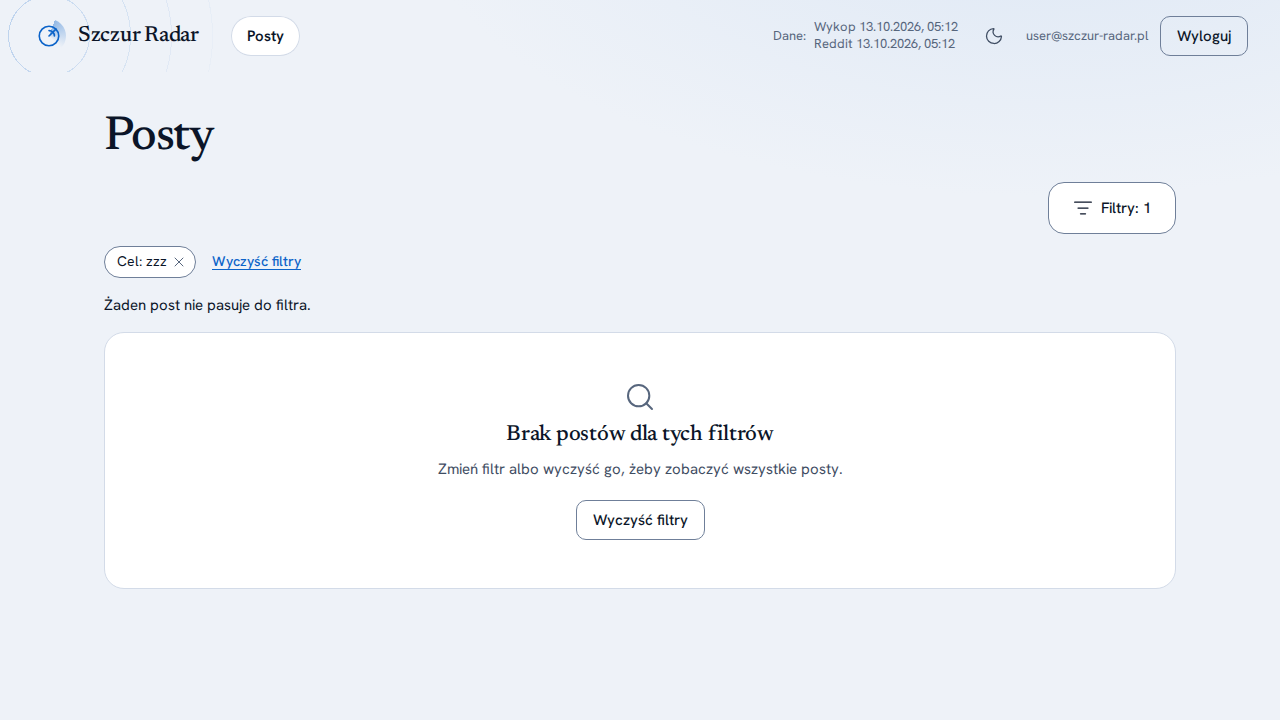 Szczur Radar
Posty
Dane:
Wykop 13.10.2026, 05:12
Reddit 13.10.2026, 05:12
user@szczur-radar.pl
Wyloguj
Posty
Filtry: 1
Cel: zzz
Wyczyść filtry
Żaden post nie pasuje do filtra.
Brak postów dla tych filtrów
Zmień filtr albo wyczyść go, żeby zobaczyć wszystkie posty.
Wyczyść filtry